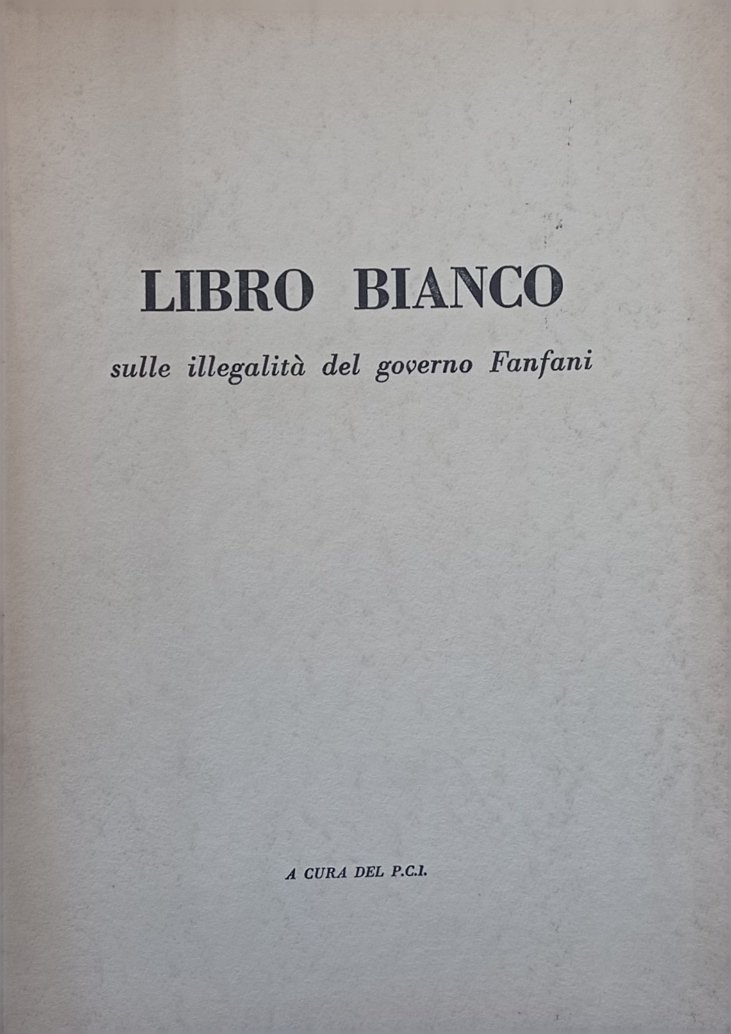 LIBRO BIANCO
sulle illegalità del governo Fanfani
A CURA DEL P.C.I.